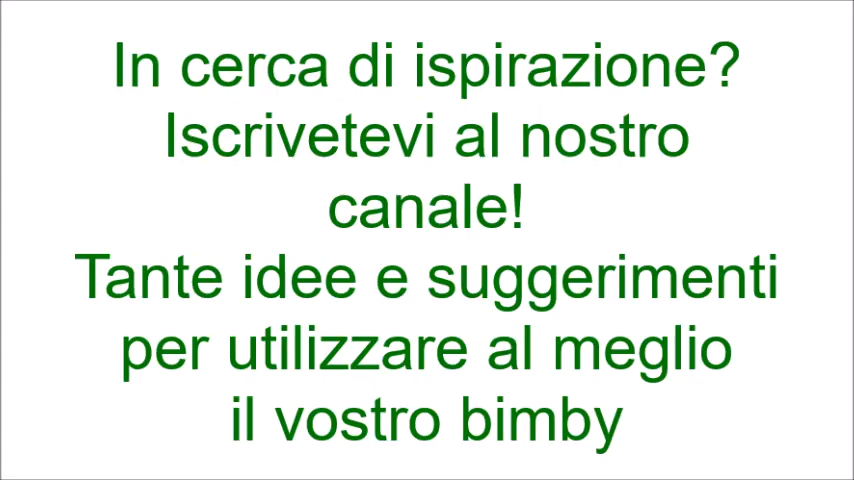 In cerca di ispirazione?
Iscrivetevi al nostro
canale!
Tante idee e suggerimenti
per utilizzare al meglio
il vostro bimby